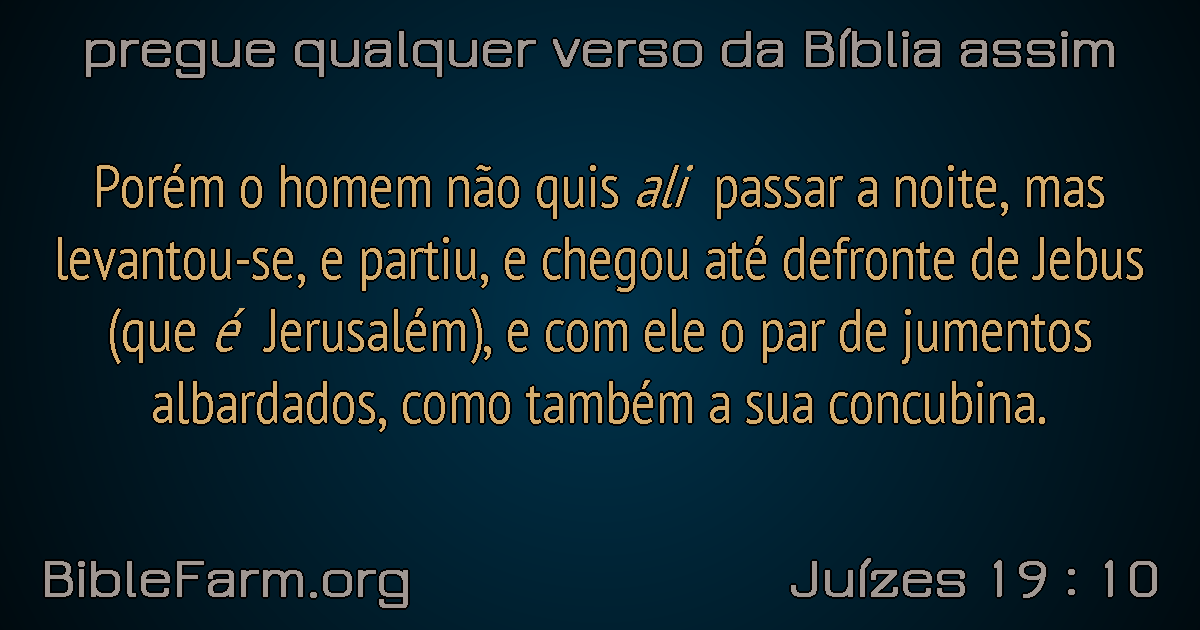 pregue qualquer verso da Bíblia assim
Porém o homem não quis ali passar a noite, mas
levantou-se, e partiu, e chegou até defronte de Jebus
(que é Jerusalém), e com ele o par de jumentos
albardados, como também a sua concubina.
BibleFarm.org
Juízes 19 : 10